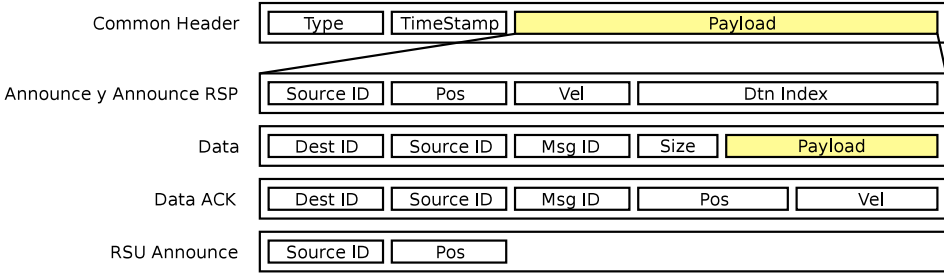 Common Header Type TimeStamp Payload
Announce y Announce RSP Source ID Pos Vel Dtn Index
Data Dest ID Source ID Msg ID Size Payload
Data ACK Dest ID Source ID Msg ID Pos Vel
RSU Announce Source ID Pos